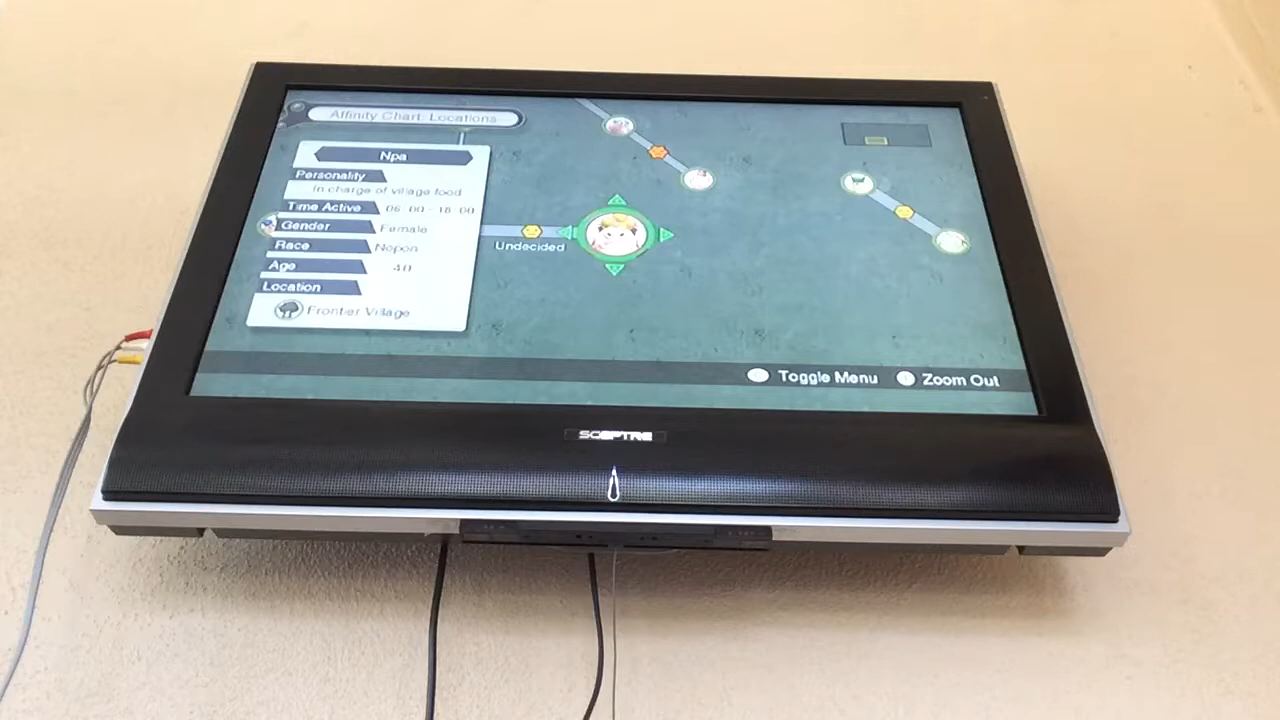 Affinity Chart: Locations
Npa
Personality
In charge of village food
Time Active 06:00 - 18:00
Gender Female
Race Nopon
Age 40
Location
Frontier Village
Undecided
Toggle Menu
Zoom Out
SCEPTRE